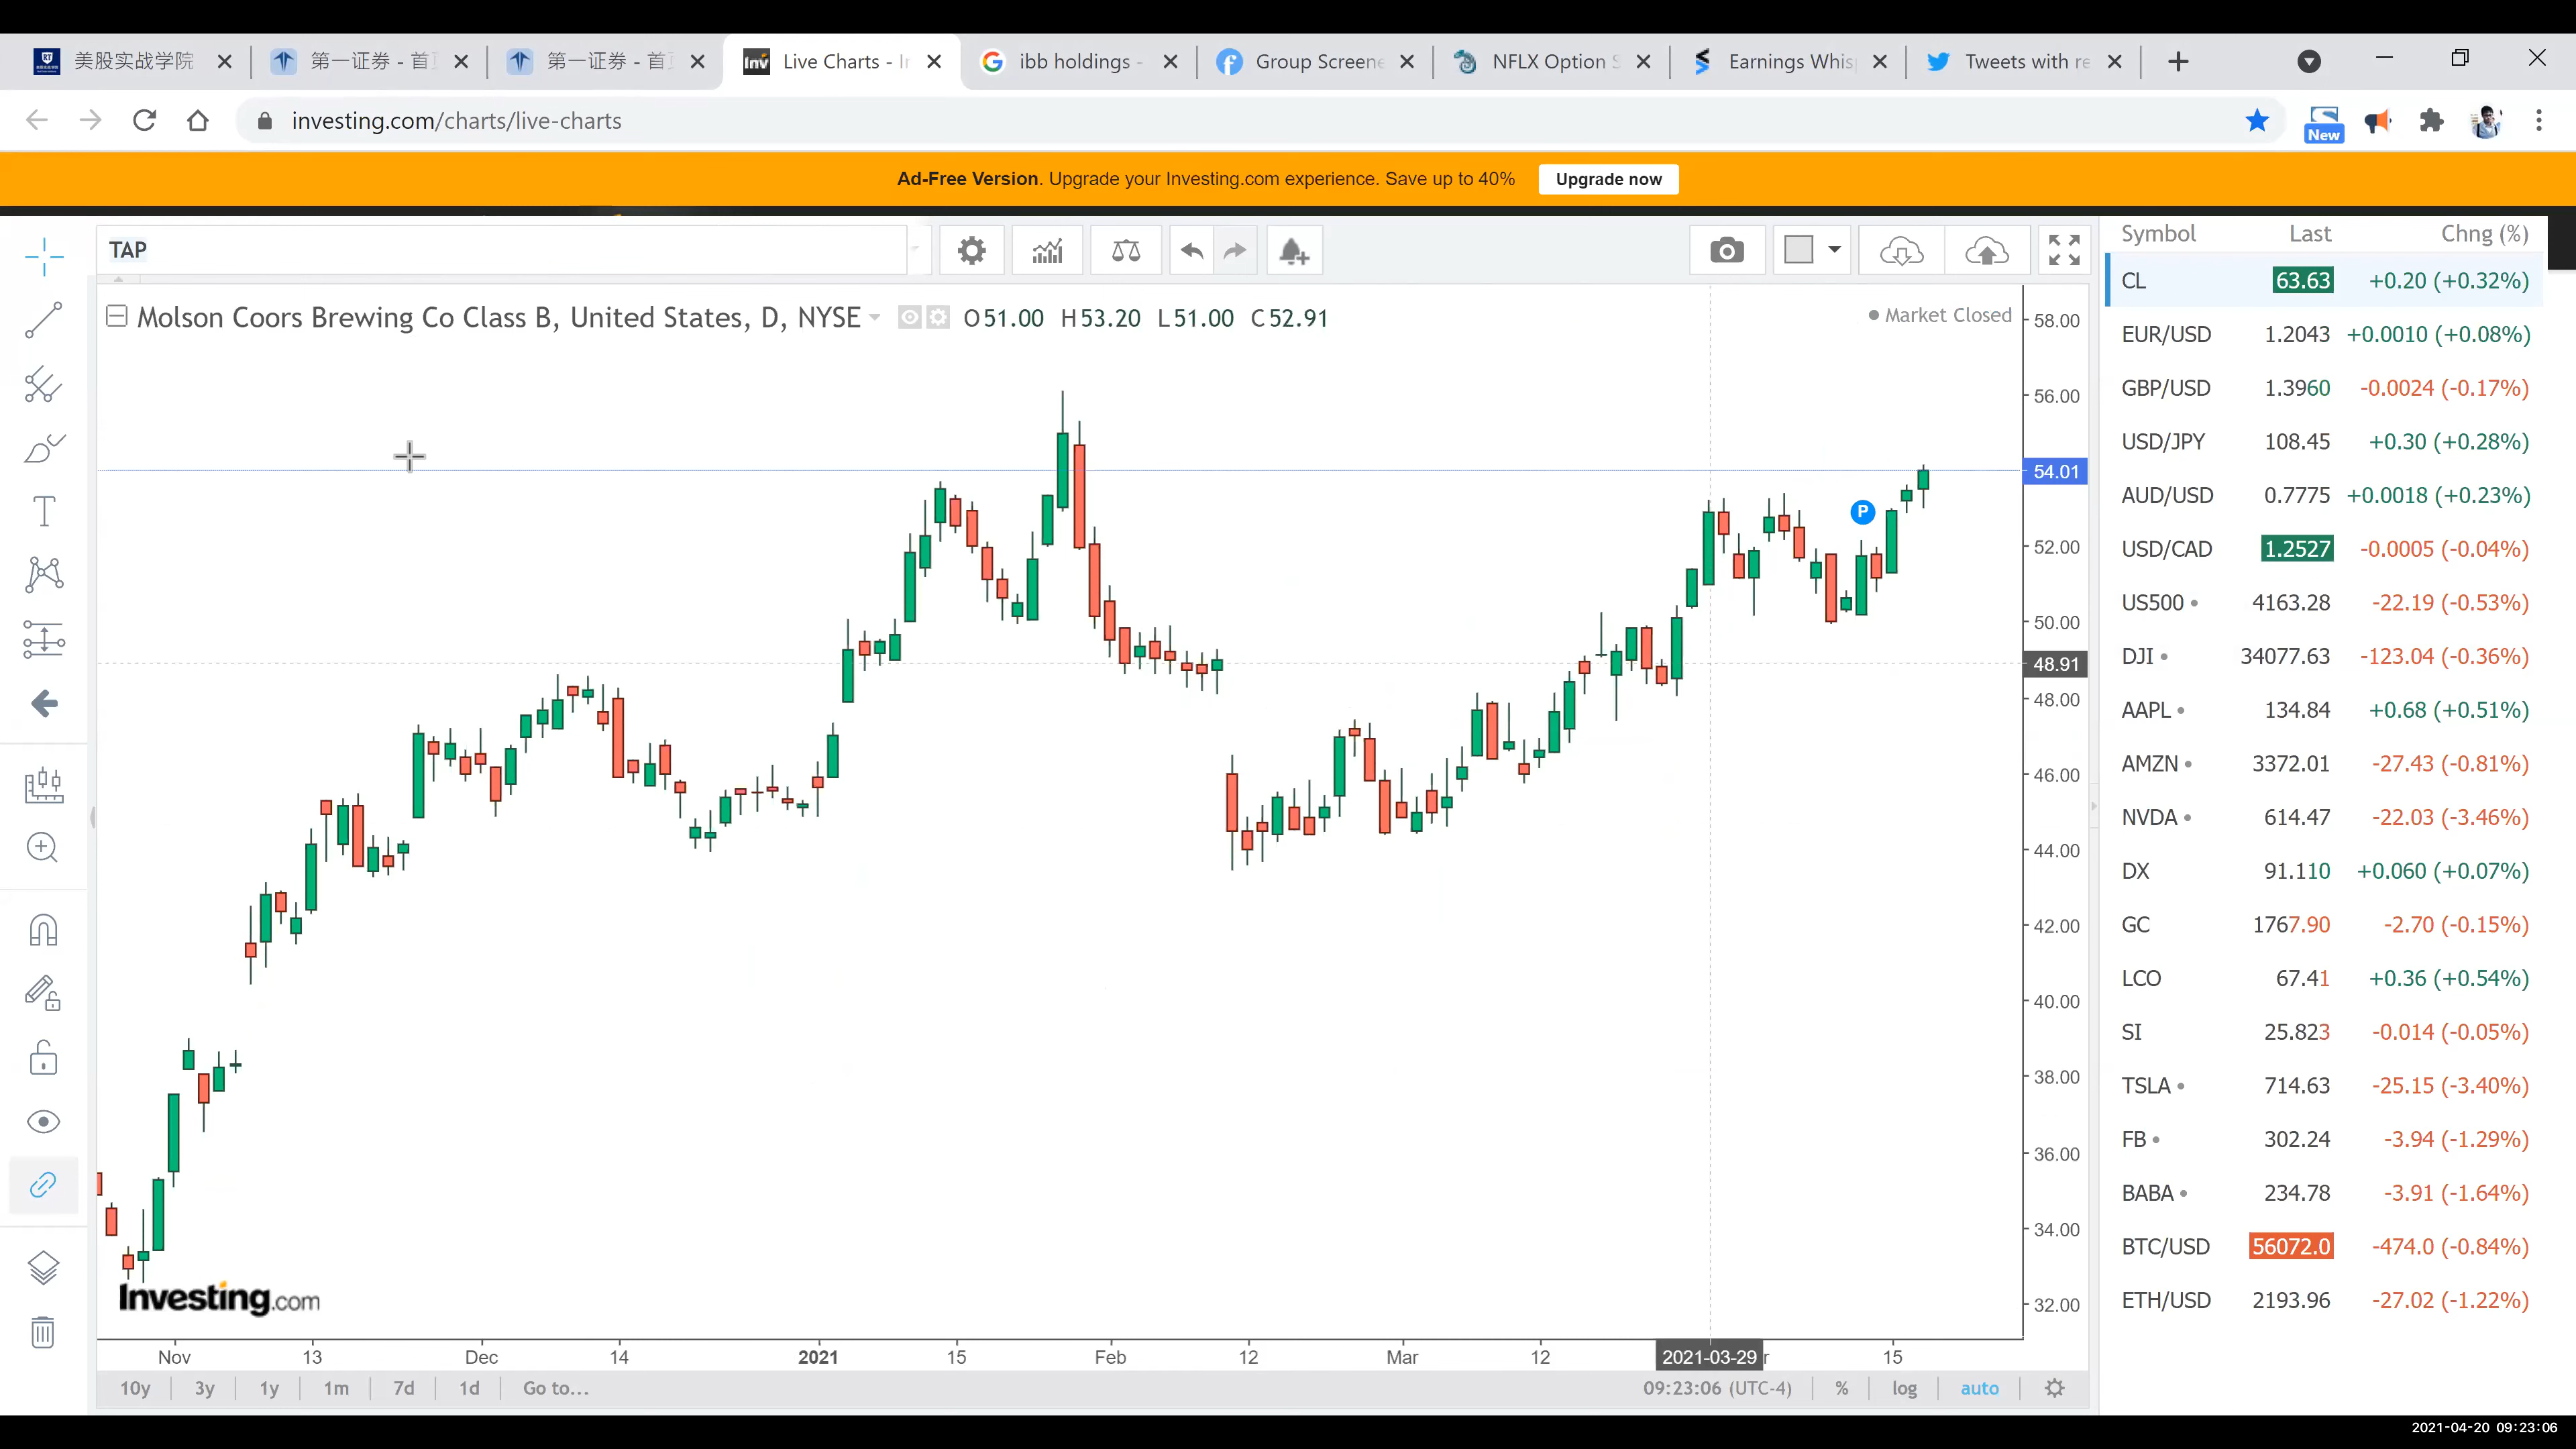 美股实战学院
第一证券 - 首
第一证券 - 首
Live Charts - I
ibb holdings -
Group Screene
NFLX Option S
Earnings Whis
Tweets with re
investing.com/charts/live-charts
New
Ad-Free Version. Upgrade your Investing.com experience. Save up to 40%
Upgrade now
TAP
Molson Coors Brewing Co Class B, United States, D, NYSE
O51.00 H53.20 L51.00 C52.91
Market Closed
58.00
56.00
54.01
52.00
50.00
48.91
48.00
46.00
44.00
42.00
40.00
38.00
36.00
34.00
32.00
P
Investing.com
Nov 13 Dec 14 2021 15 Feb 12 Mar 12 2021-03-29 r 15
10y 3y 1y 1m 7d 1d Go to... 09:23:06 (UTC-4) % log auto
Symbol Last Chng (%)
CL 63.63 +0.20 (+0.32%)
EUR/USD 1.2043 +0.0010 (+0.08%)
GBP/USD 1.3960 -0.0024 (-0.17%)
USD/JPY 108.45 +0.30 (+0.28%)
AUD/USD 0.7775 +0.0018 (+0.23%)
USD/CAD 1.2527 -0.0005 (-0.04%)
US500 4163.28 -22.19 (-0.53%)
DJI 34077.63 -123.04 (-0.36%)
AAPL 134.84 +0.68 (+0.51%)
AMZN 3372.01 -27.43 (-0.81%)
NVDA 614.47 -22.03 (-3.46%)
DX 91.110 +0.060 (+0.07%)
GC 1767.90 -2.70 (-0.15%)
LCO 67.41 +0.36 (+0.54%)
SI 25.823 -0.014 (-0.05%)
TSLA 714.63 -25.15 (-3.40%)
FB 302.24 -3.94 (-1.29%)
BABA 234.78 -3.91 (-1.64%)
BTC/USD 56072.0 -474.0 (-0.84%)
ETH/USD 2193.96 -27.02 (-1.22%)
2021-04-20 09:23:06